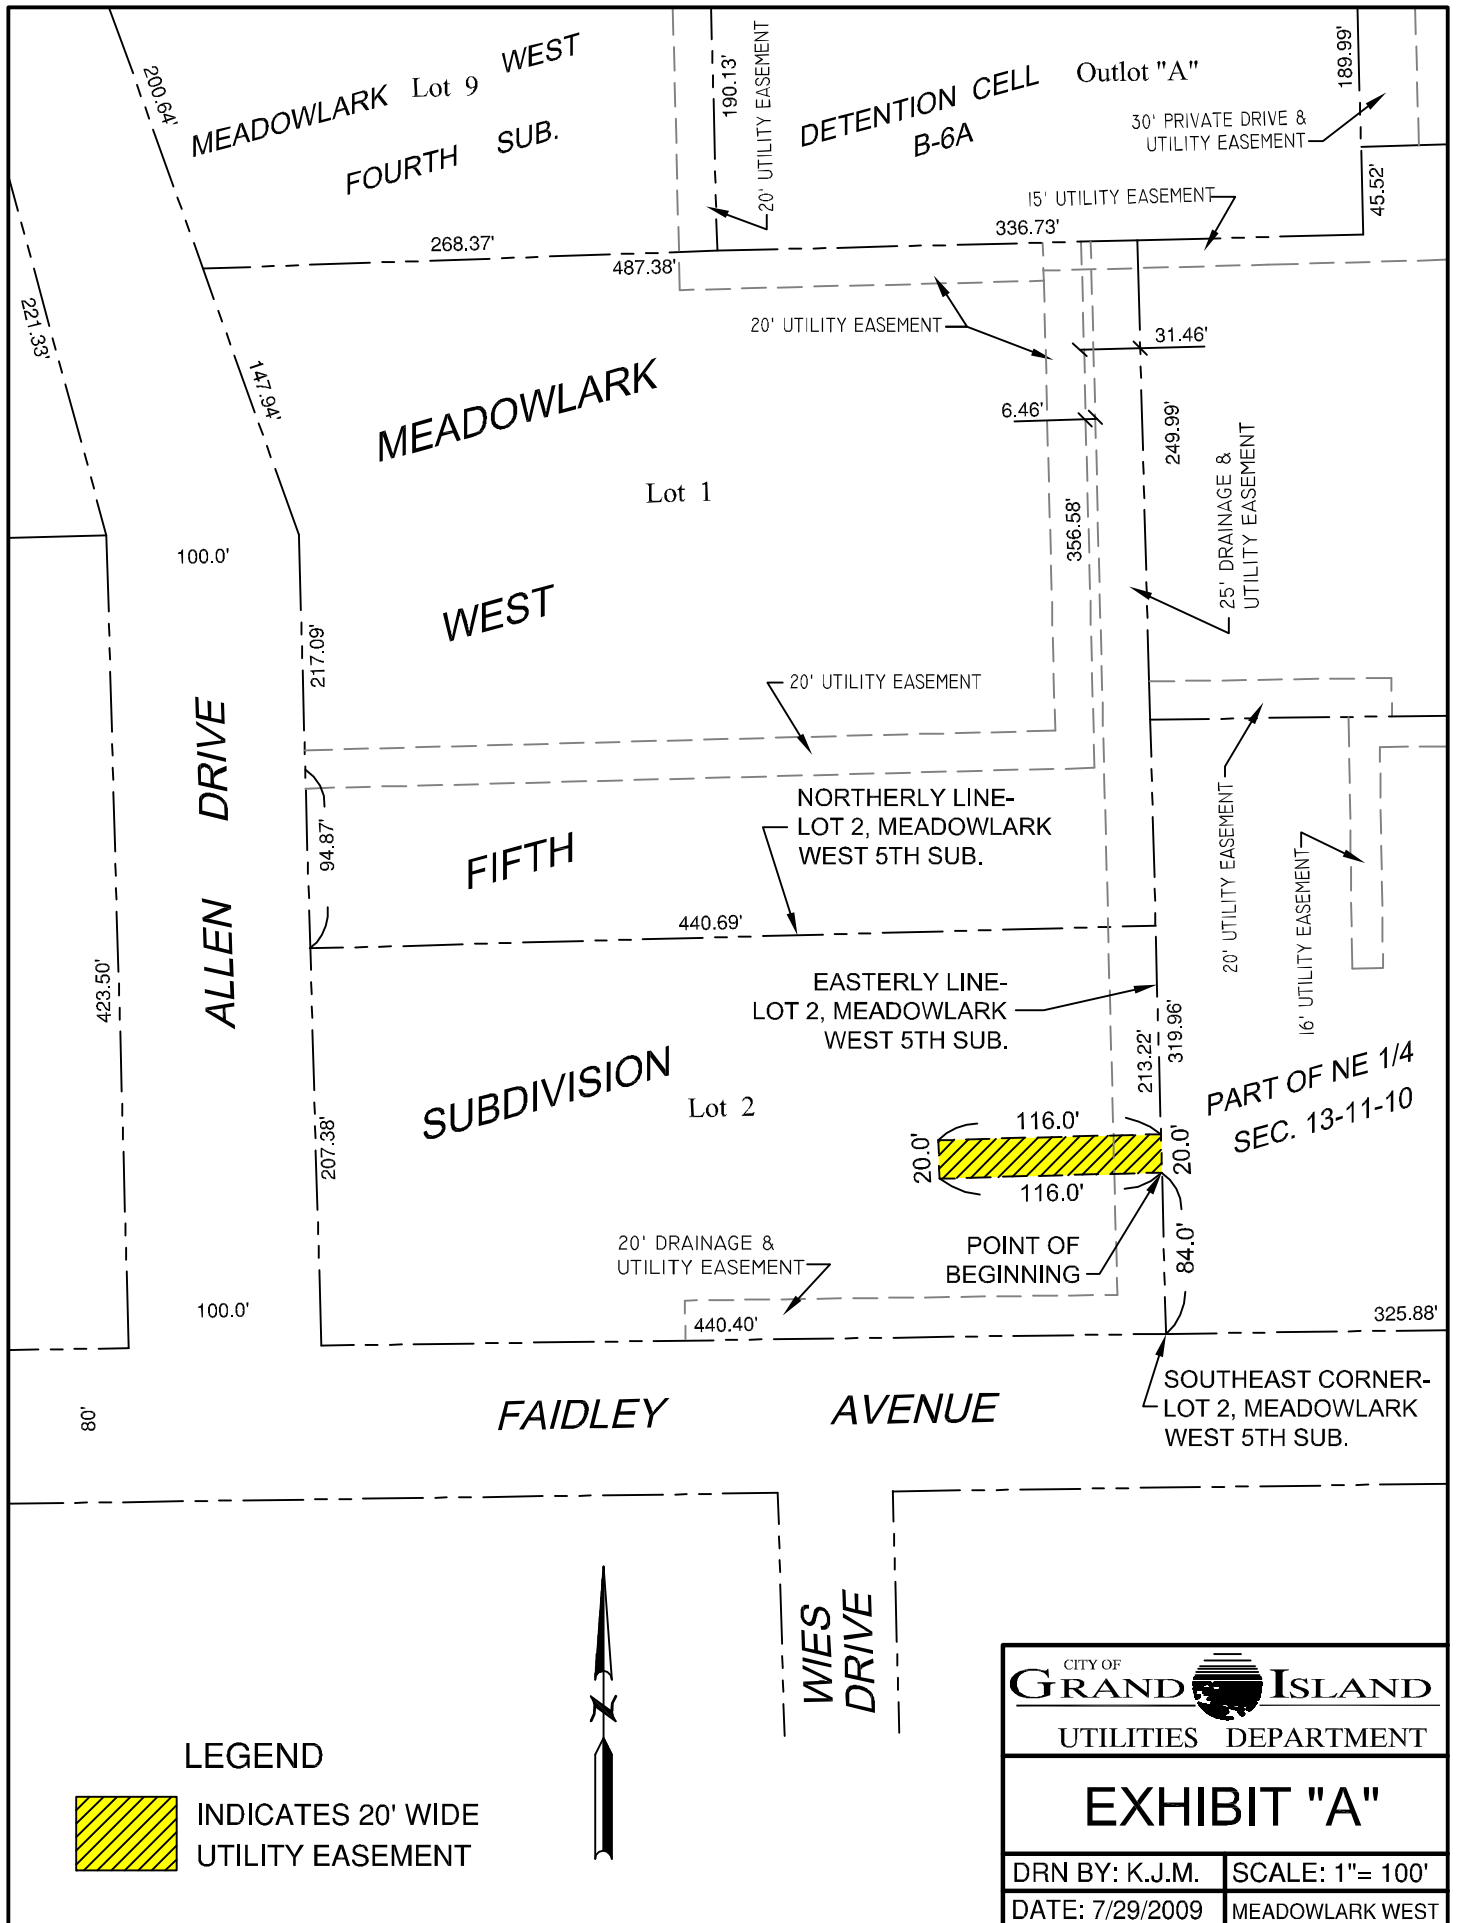 200.64'
MEADOWLARK
Lot 9
WEST
FOURTH SUB.
190.13'
20' UTILITY EASEMENT
DETENTION CELL
B-6A
Outlot "A"
189.99'
30' PRIVATE DRIVE &
UTILITY EASEMENT
45.52'
15' UTILITY EASEMENT
336.73'
268.37'
487.38'
221.33'
147.94'
20' UTILITY EASEMENT
31.46'
6.46'
249.99'
MEADOWLARK
Lot 1
356.58'
25' DRAINAGE &
UTILITY EASEMENT
100.0'
WEST
217.09'
20' UTILITY EASEMENT
ALLEN DRIVE
94.87'
NORTHERLY LINE-
LOT 2, MEADOWLARK
WEST 5TH SUB.
20' UTILITY EASEMENT
16' UTILITY EASEMENT
FIFTH
440.69'
423.50'
EASTERLY LINE-
LOT 2, MEADOWLARK
WEST 5TH SUB.
213.22'
319.96'
PART OF NE 1/4
SEC. 13-11-10
SUBDIVISION
Lot 2
207.38'
116.0'
20.0'
20.0'
116.0'
20' DRAINAGE &
UTILITY EASEMENT
POINT OF
BEGINNING
84.0'
100.0'
440.40'
325.88'
SOUTHEAST CORNER-
LOT 2, MEADOWLARK
WEST 5TH SUB.
80'
FAIDLEY AVENUE
WIES
DRIVE
N
LEGEND
INDICATES 20' WIDE
UTILITY EASEMENT
CITY OF
GRAND ISLAND
UTILITIES DEPARTMENT
EXHIBIT "A"
DRN BY: K.J.M.
SCALE: 1"= 100'
DATE: 7/29/2009
MEADOWLARK WEST